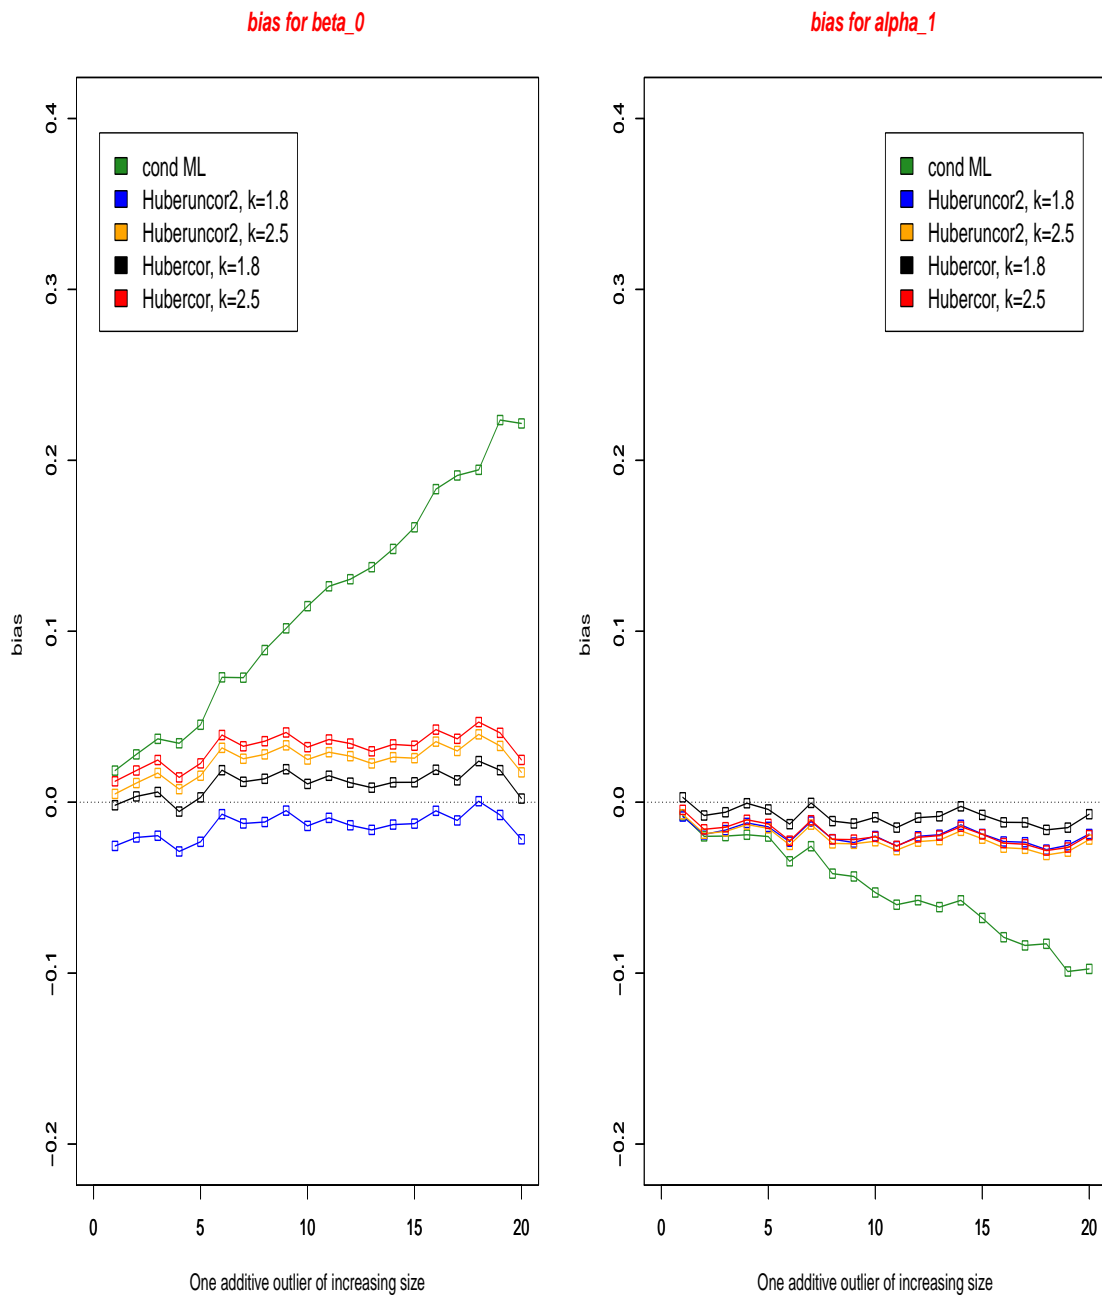 bias for beta_0
0.4
0.3
0.2
0.1
0.0
−0.1
−0.2
bias
cond ML
Huberuncor2, k=1.8
Huberuncor2, k=2.5
Hubercor, k=1.8
Hubercor, k=2.5
0 5 10 15 20
One additive outlier of increasing size
bias for alpha_1
0.4
0.3
0.2
0.1
0.0
−0.1
−0.2
bias
cond ML
Huberuncor2, k=1.8
Huberuncor2, k=2.5
Hubercor, k=1.8
Hubercor, k=2.5
0 5 10 15 20
One additive outlier of increasing size